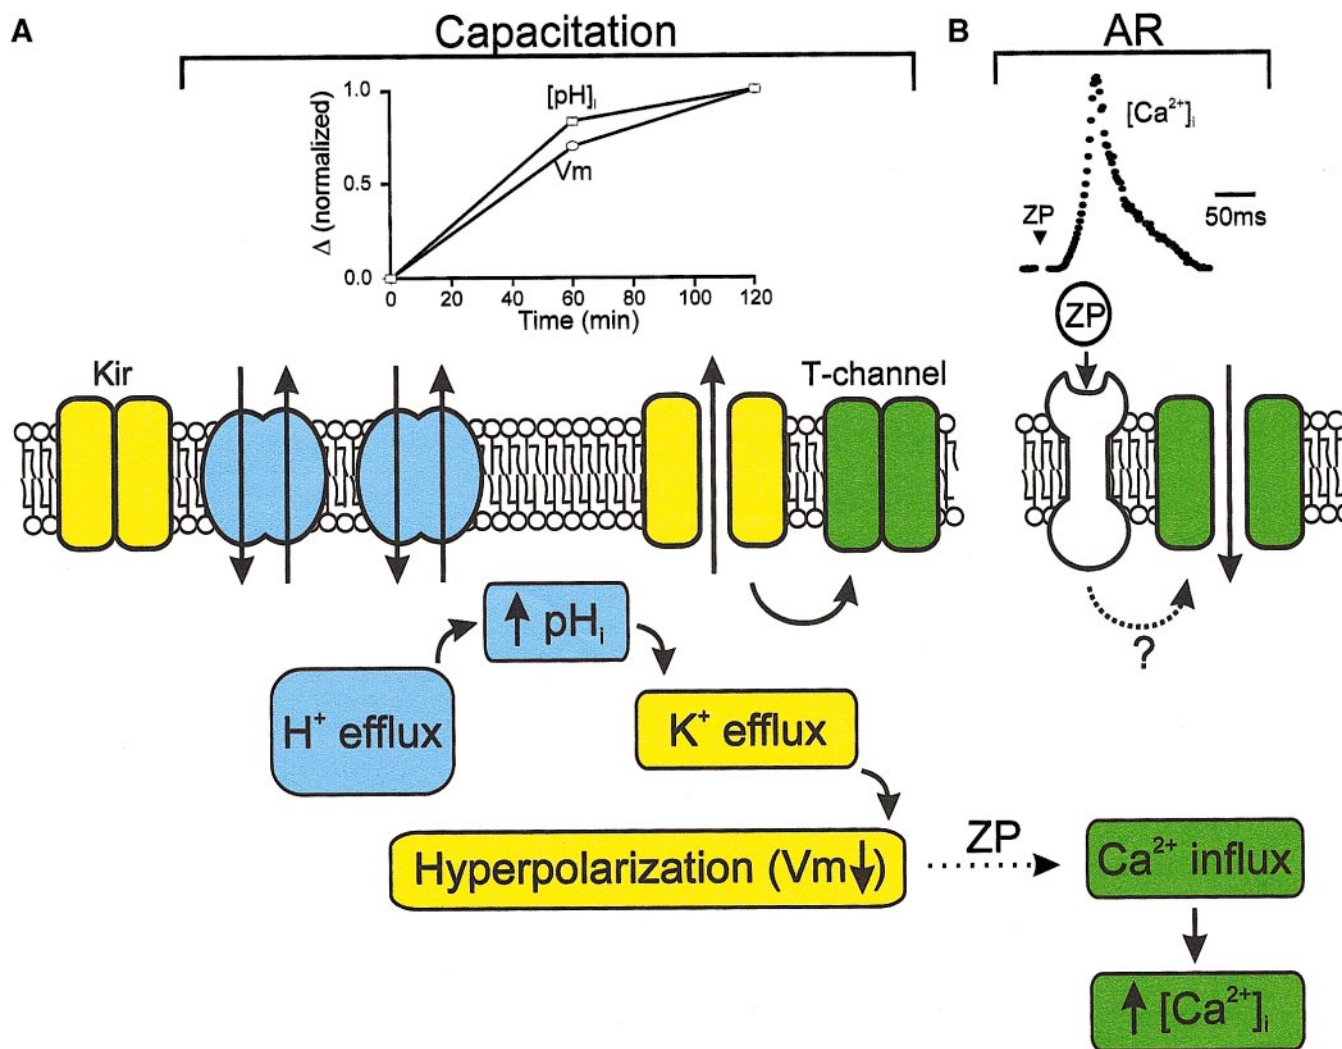 A
Capacitation
1.0
0.5
0.0
Δ (normalized)
[pH]i
Vm
0 20 40 60 80 100 120
Time (min)
B
AR
[Ca²⁺]i
ZP
50ms
ZP
Kir
T-channel
↑ pHi
H⁺ efflux
K⁺ efflux
Hyperpolarization (Vm↓)
?
ZP
Ca²⁺ influx
↑ [Ca²⁺]i